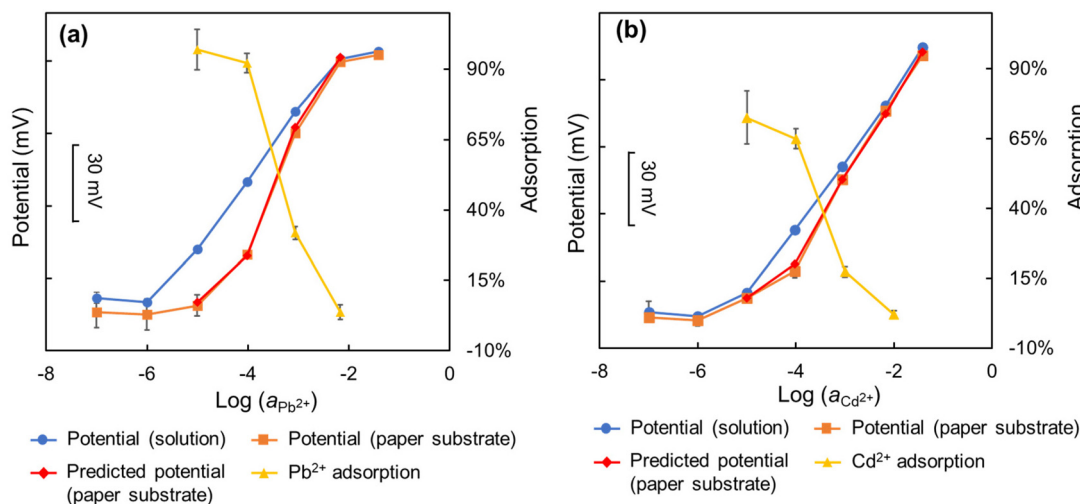 (a)
Potential (mV)
30 mV
90%
65%
40%
15%
-10%
Adsorption
-8
-6
-4
-2
0
Log (aPb²⁺)
Potential (solution)
Potential (paper substrate)
Predicted potential
(paper substrate)
Pb²⁺ adsorption
(b)
Potential (mV)
30 mV
90%
65%
40%
15%
-10%
Adsorption
-8
-6
-4
-2
0
Log (aCd²⁺)
Potential (solution)
Potential (paper substrate)
Predicted potential
(paper substrate)
Cd²⁺ adsorption